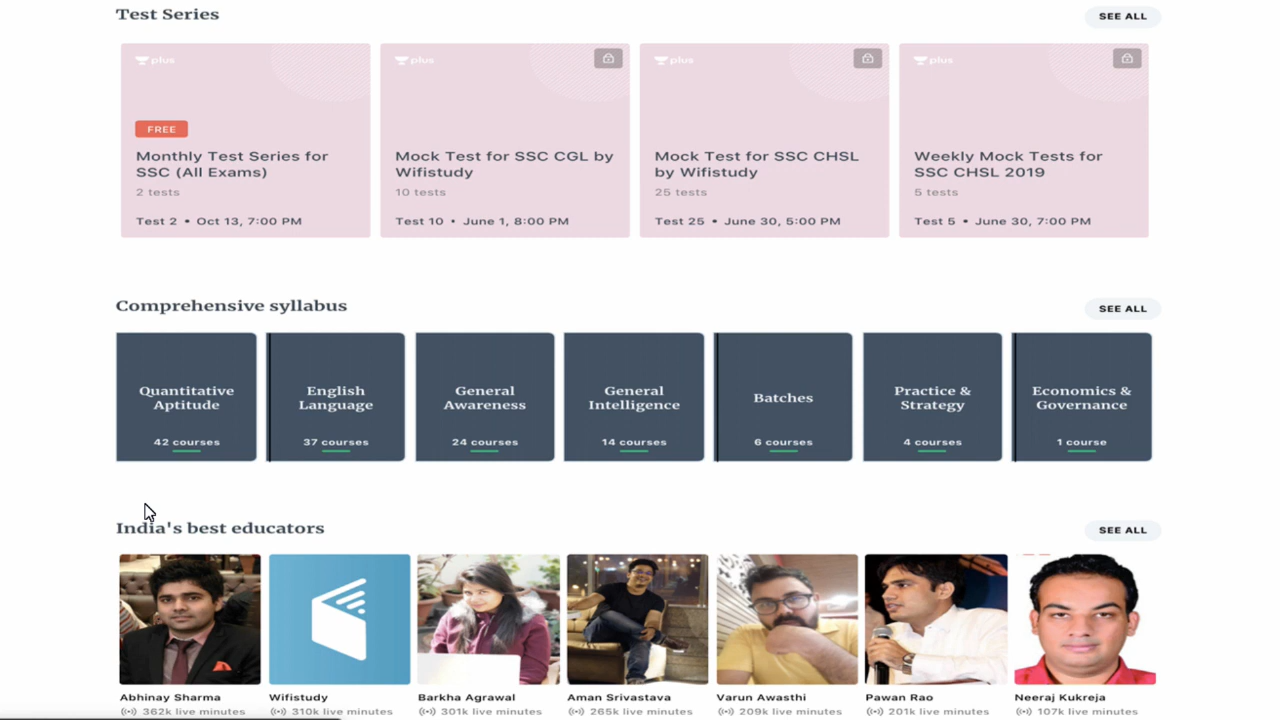 Test Series
SEE ALL
plus
FREE
Monthly Test Series for
SSC (All Exams)
2 tests
Test 2 • Oct 13, 7:00 PM
plus
Mock Test for SSC CGL by
Wifistudy
10 tests
Test 10 • June 1, 8:00 PM
plus
Mock Test for SSC CHSL
by Wifistudy
25 tests
Test 25 • June 30, 5:00 PM
plus
Weekly Mock Tests for
SSC CHSL 2019
5 tests
Test 5 • June 30, 7:00 PM
Comprehensive syllabus
SEE ALL
Quantitative
Aptitude
42 courses
English
Language
37 courses
General
Awareness
24 courses
General
Intelligence
14 courses
Batches
6 courses
Practice &
Strategy
4 courses
Economics &
Governance
1 course
India's best educators
SEE ALL
Abhinay Sharma
362k live minutes
Wifistudy
310k live minutes
Barkha Agrawal
301k live minutes
Aman Srivastava
265k live minutes
Varun Awasthi
209k live minutes
Pawan Rao
201k live minutes
Neeraj Kukreja
107k live minutes